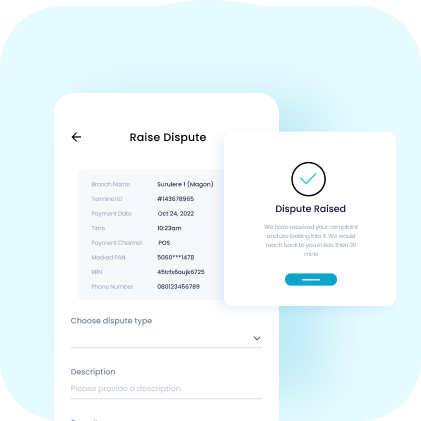 Raise Dispute
Branch Name Surulere 1 (Magon)
Terminal ID #143678965
Payment Date Oct 24, 2022
Time 10:23am
Payment Channel POS
Masked PAN 5060***1478
RRN
Phone Number 080123456789
Choose dispute type
Description
Please provide a description
Dispute Raised
We have received your complaint
and are looking into it. We would
reach back to you in less than 30
mins